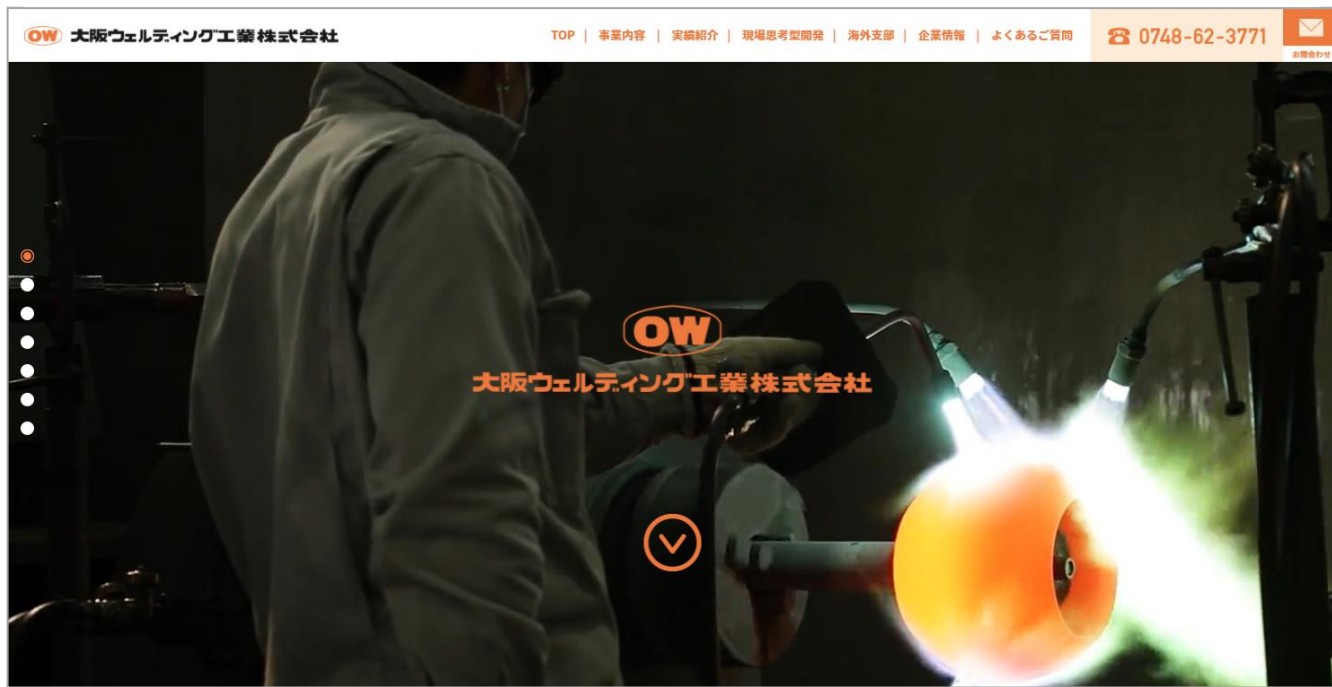 OW 大阪ウェルディング工業株式会社
TOP | 事業内容 | 実績紹介 | 現場思考型開発 | 海外支部 | 企業情報 | よくあるご質問
0748-62-3771
お問合わせ
OW
大阪ウェルディング工業株式会社